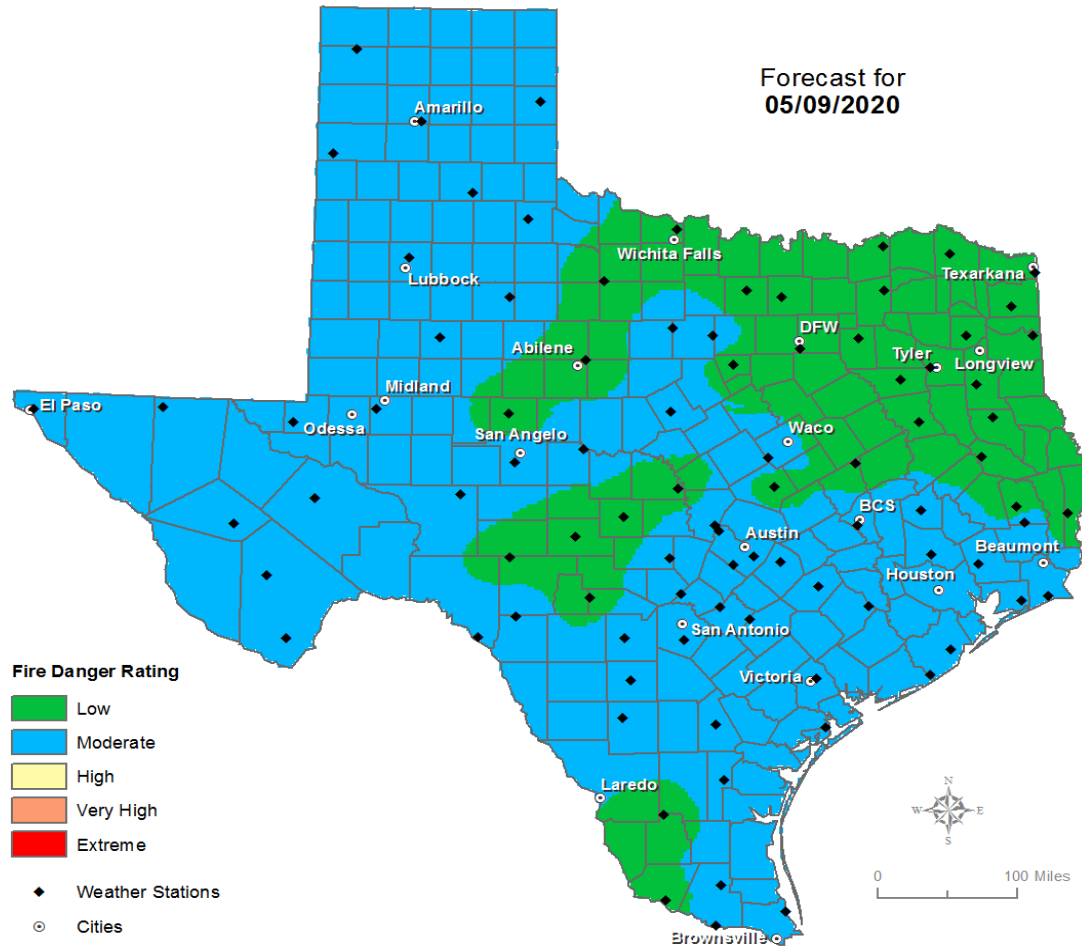 Forecast for
05/09/2020
Amarillo
Wichita Falls
Lubbock
Texarkana
DFW
Abilene
Tyler
Longview
Midland
El Paso
Odessa
San Angelo
Waco
BCS
Austin
Beaumont
Houston
San Antonio
Victoria
Laredo
Brownsville
Fire Danger Rating
Low
Moderate
High
Very High
Extreme
Weather Stations
Cities
N
W E
S
0 100 Miles